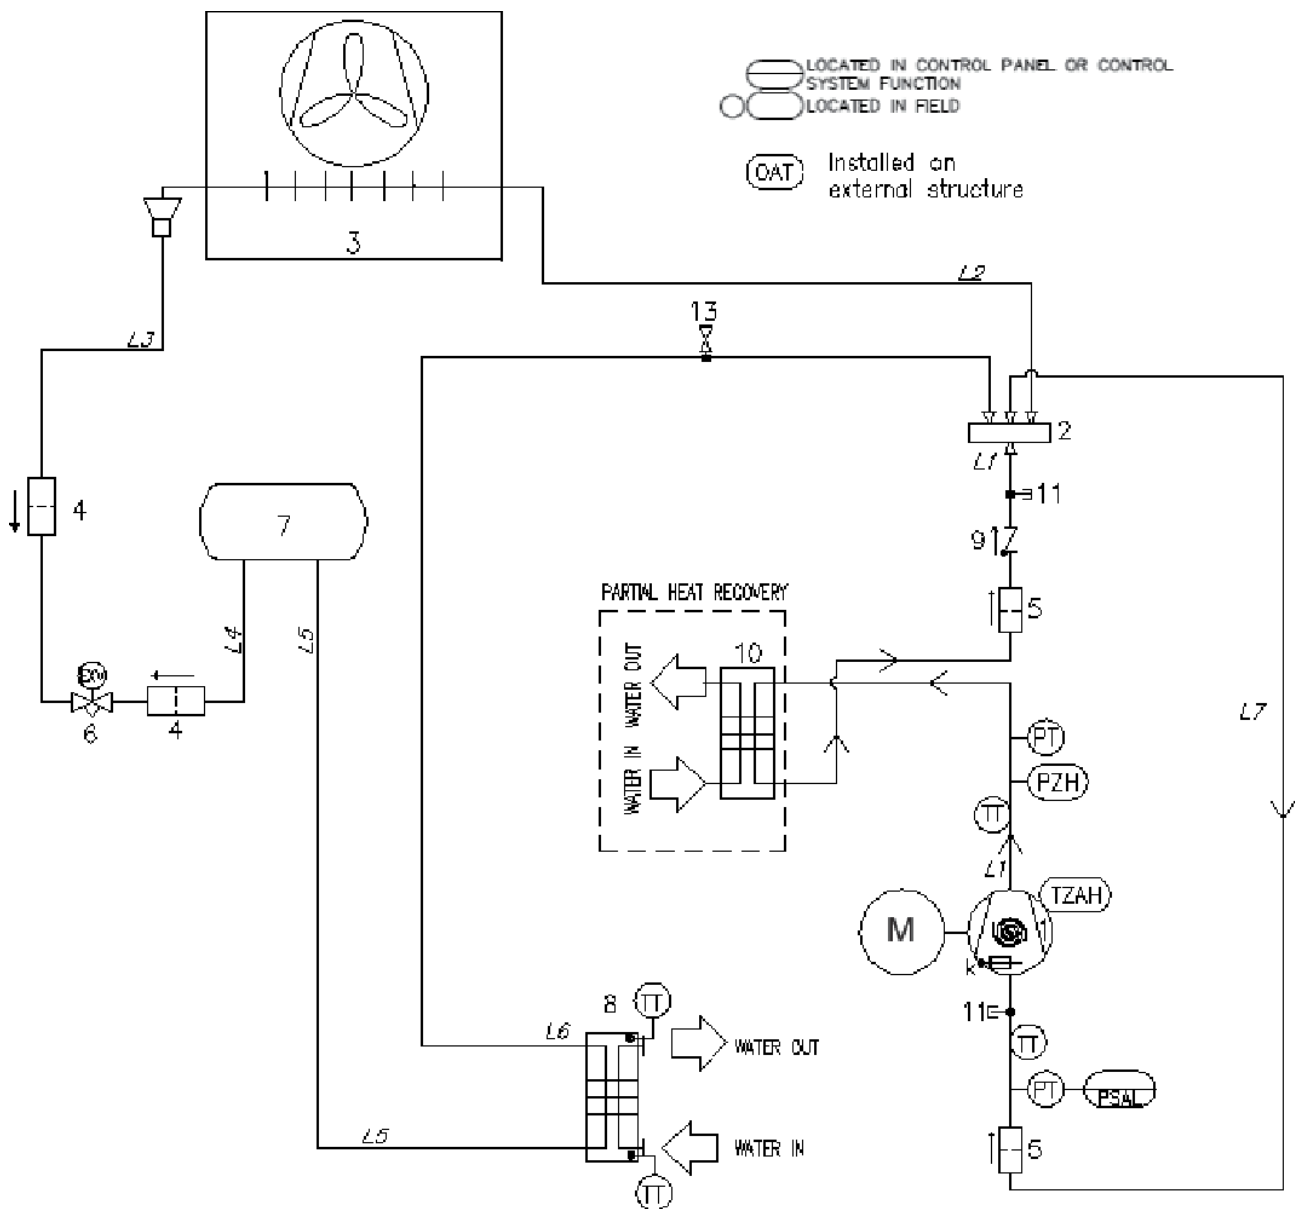 LOCATED IN CONTROL PANEL OR CONTROL
SYSTEM FUNCTION
LOCATED IN FIELD
OAT
Installed on
external structure
3
L2
13
L3
2
L1
11
4
7
9
5
PARTIAL HEAT RECOVERY
L4
L5
10
WATER OUT
WATER IN
EXV
6
4
L7
PT
PZH
TT
L1
TZAH
M
1
k
11
TT
8
TT
L6
WATER OUT
PT
PSAL
L5
WATER IN
5
TT